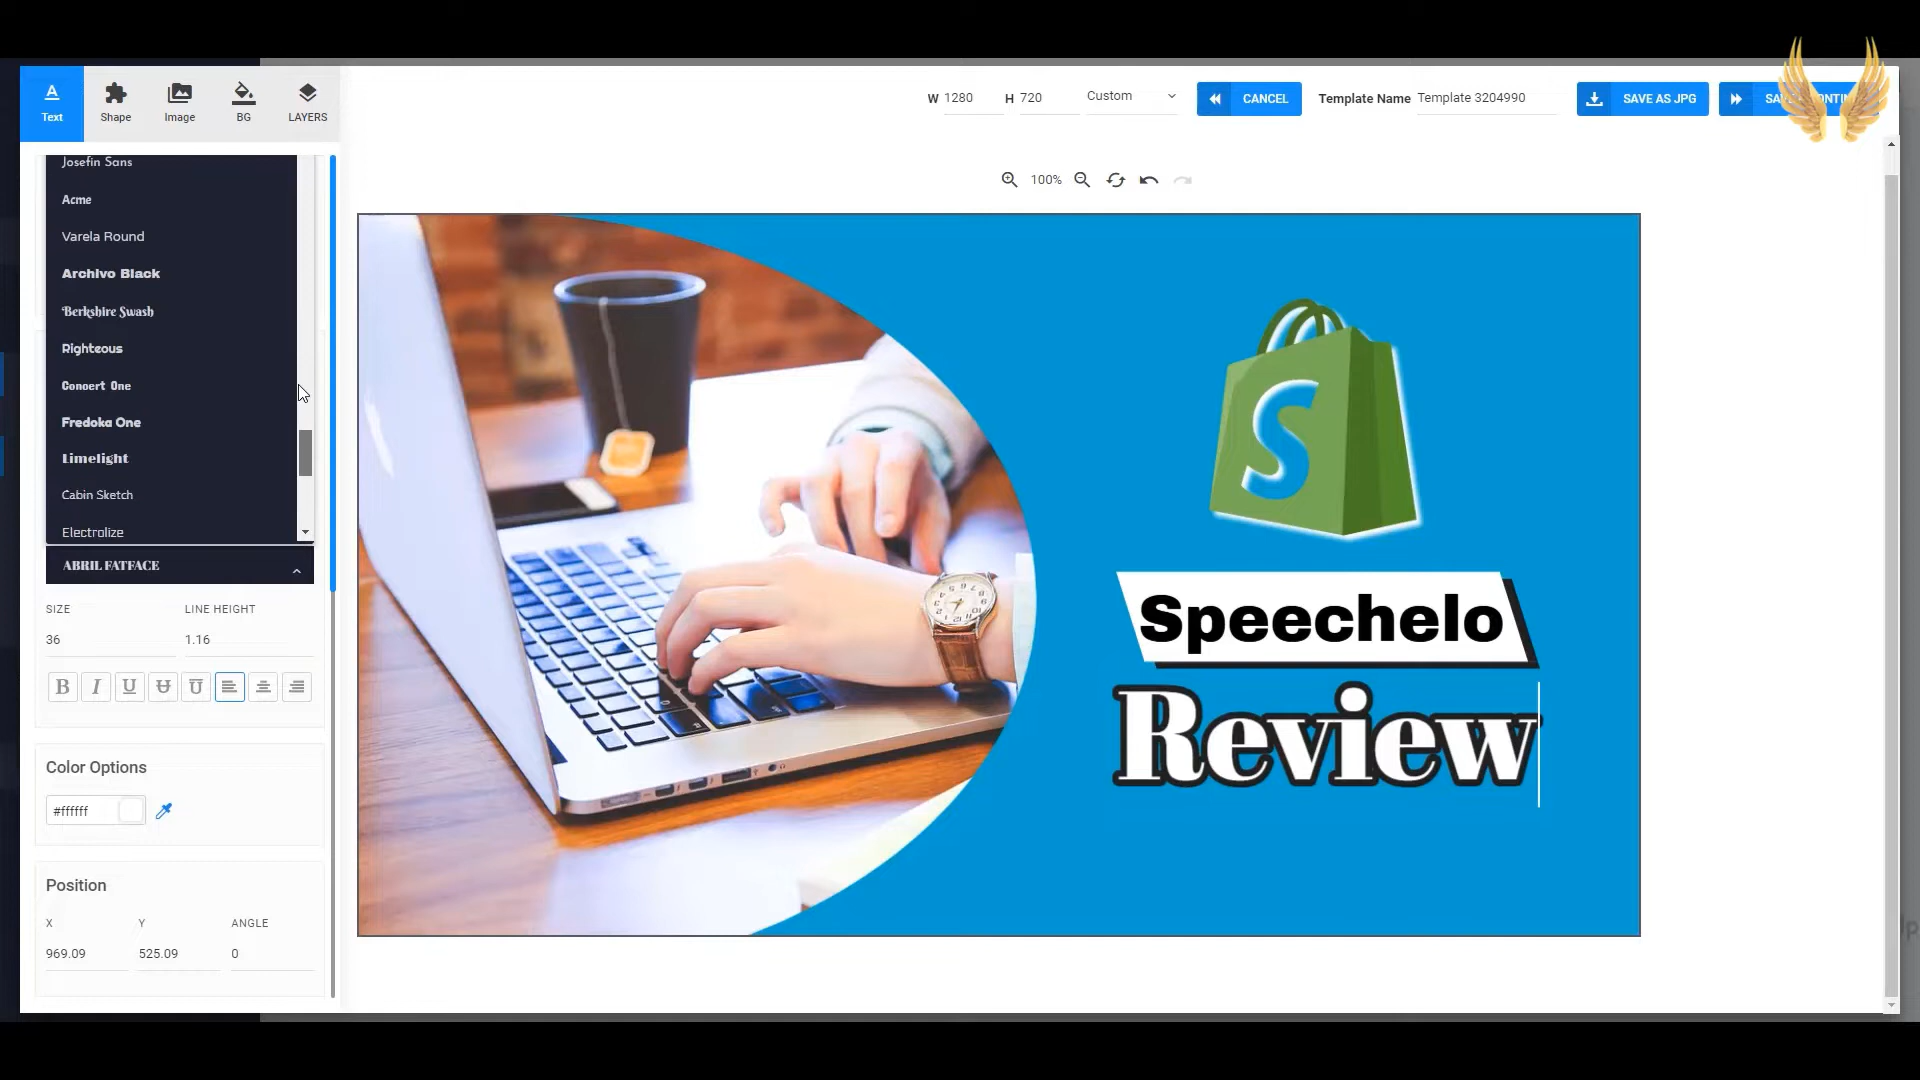 A
Text
Shape
Image
BG
LAYERS
W 1280
H 720
Custom
CANCEL
Template Name Template 3204990
SAVE AS JPG
100%
Josefin Sans
Acme
Varela Round
Archivo Black
Berkshire Swash
Righteous
Concert One
Fredoka One
Limelight
Cabin Sketch
Electrolize
ABRIL FATFACE
SIZE
LINE HEIGHT
36
1.16
B I U U U
Color Options
#ffffff
Position
X
Y
ANGLE
969.09
525.09
0
S
Speechelo
Review